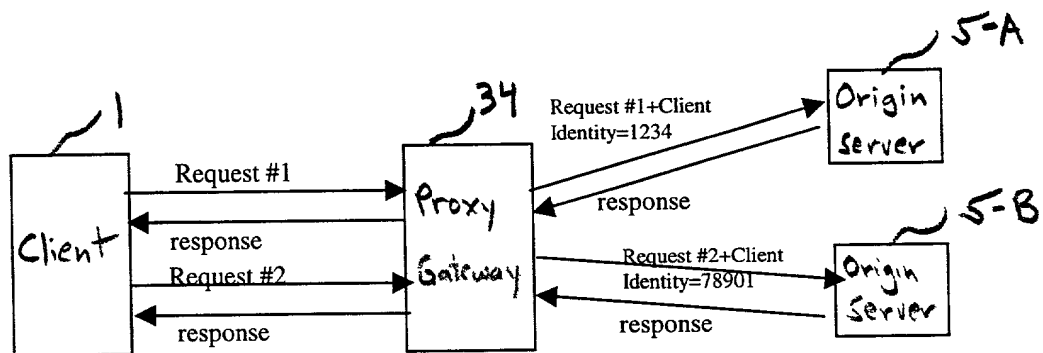 5-A
34
1
Request #1+Client
Identity=1234
Origin
server
Request #1
Proxy
response
response
5-B
Client
Request #2
Gateway
Request #2+Client
Identity=78901
Origin
server
response
response